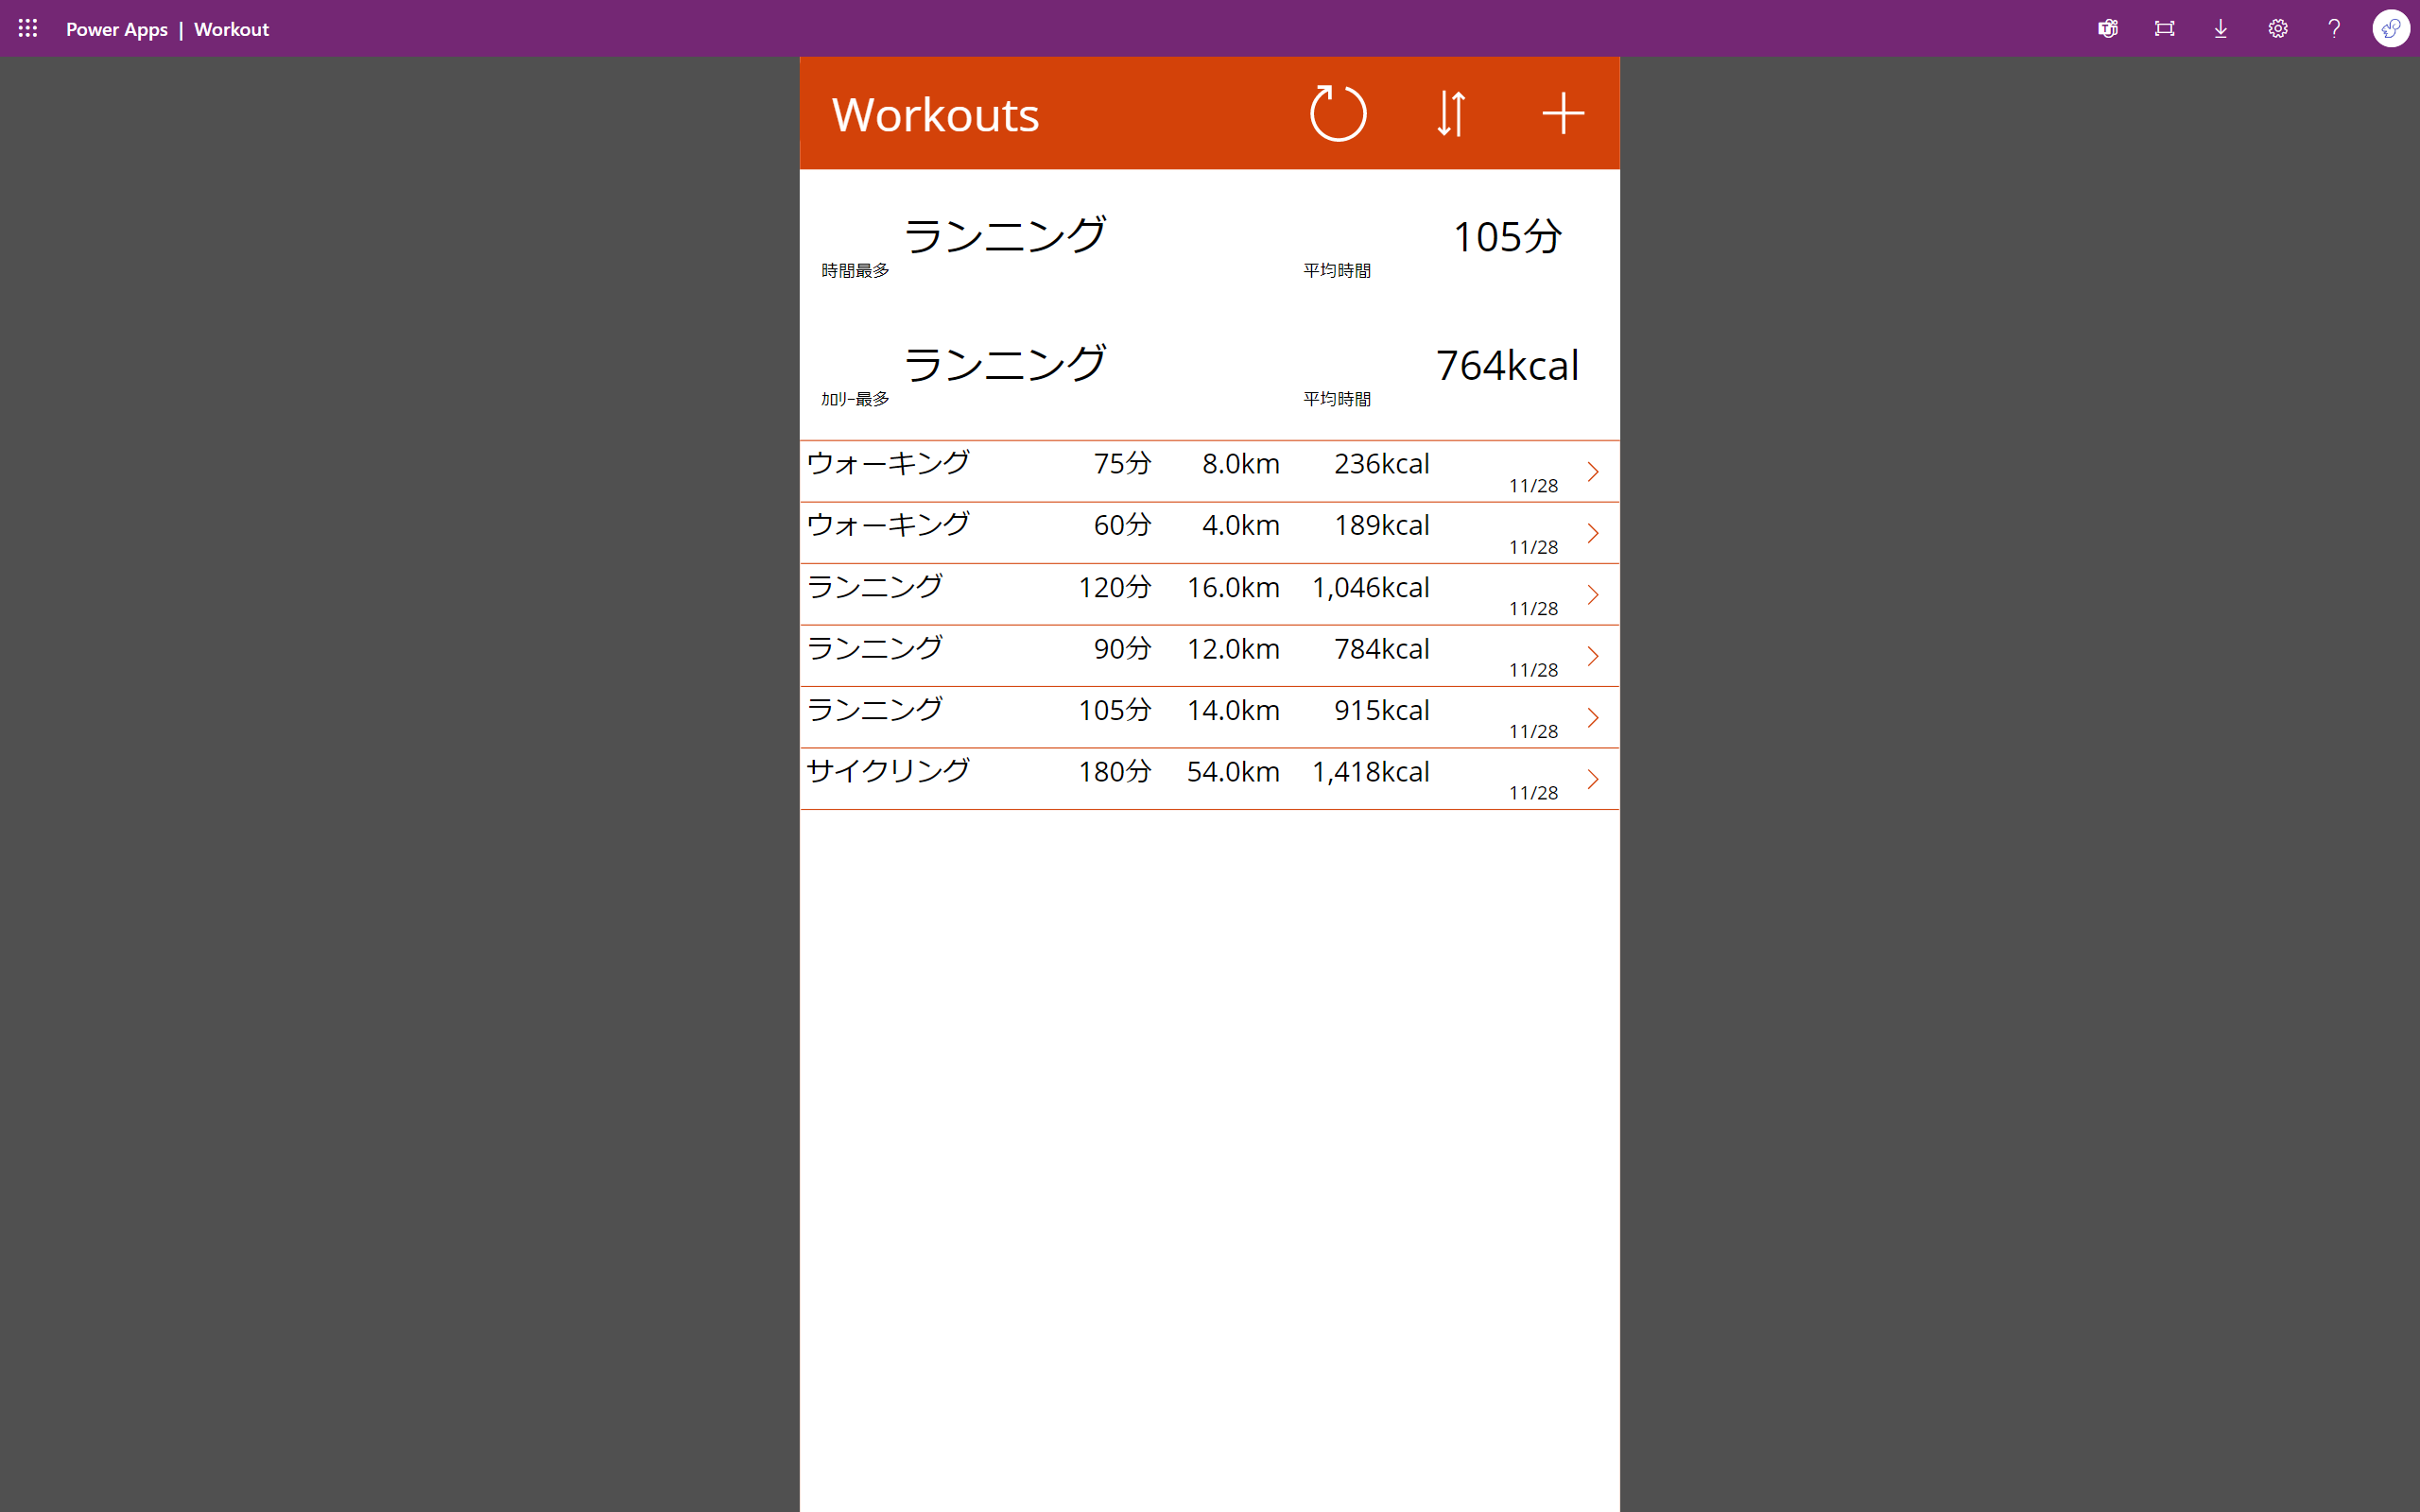 Power Apps | Workout
Workouts
ランニング 105分
時間最多 平均時間
ランニング 764kcal
ｶﾛﾘｰ最多 平均時間
ウォーキング 75分 8.0km 236kcal 11/28
ウォーキング 60分 4.0km 189kcal 11/28
ランニング 120分 16.0km 1,046kcal 11/28
ランニング 90分 12.0km 784kcal 11/28
ランニング 105分 14.0km 915kcal 11/28
サイクリング 180分 54.0km 1,418kcal 11/28